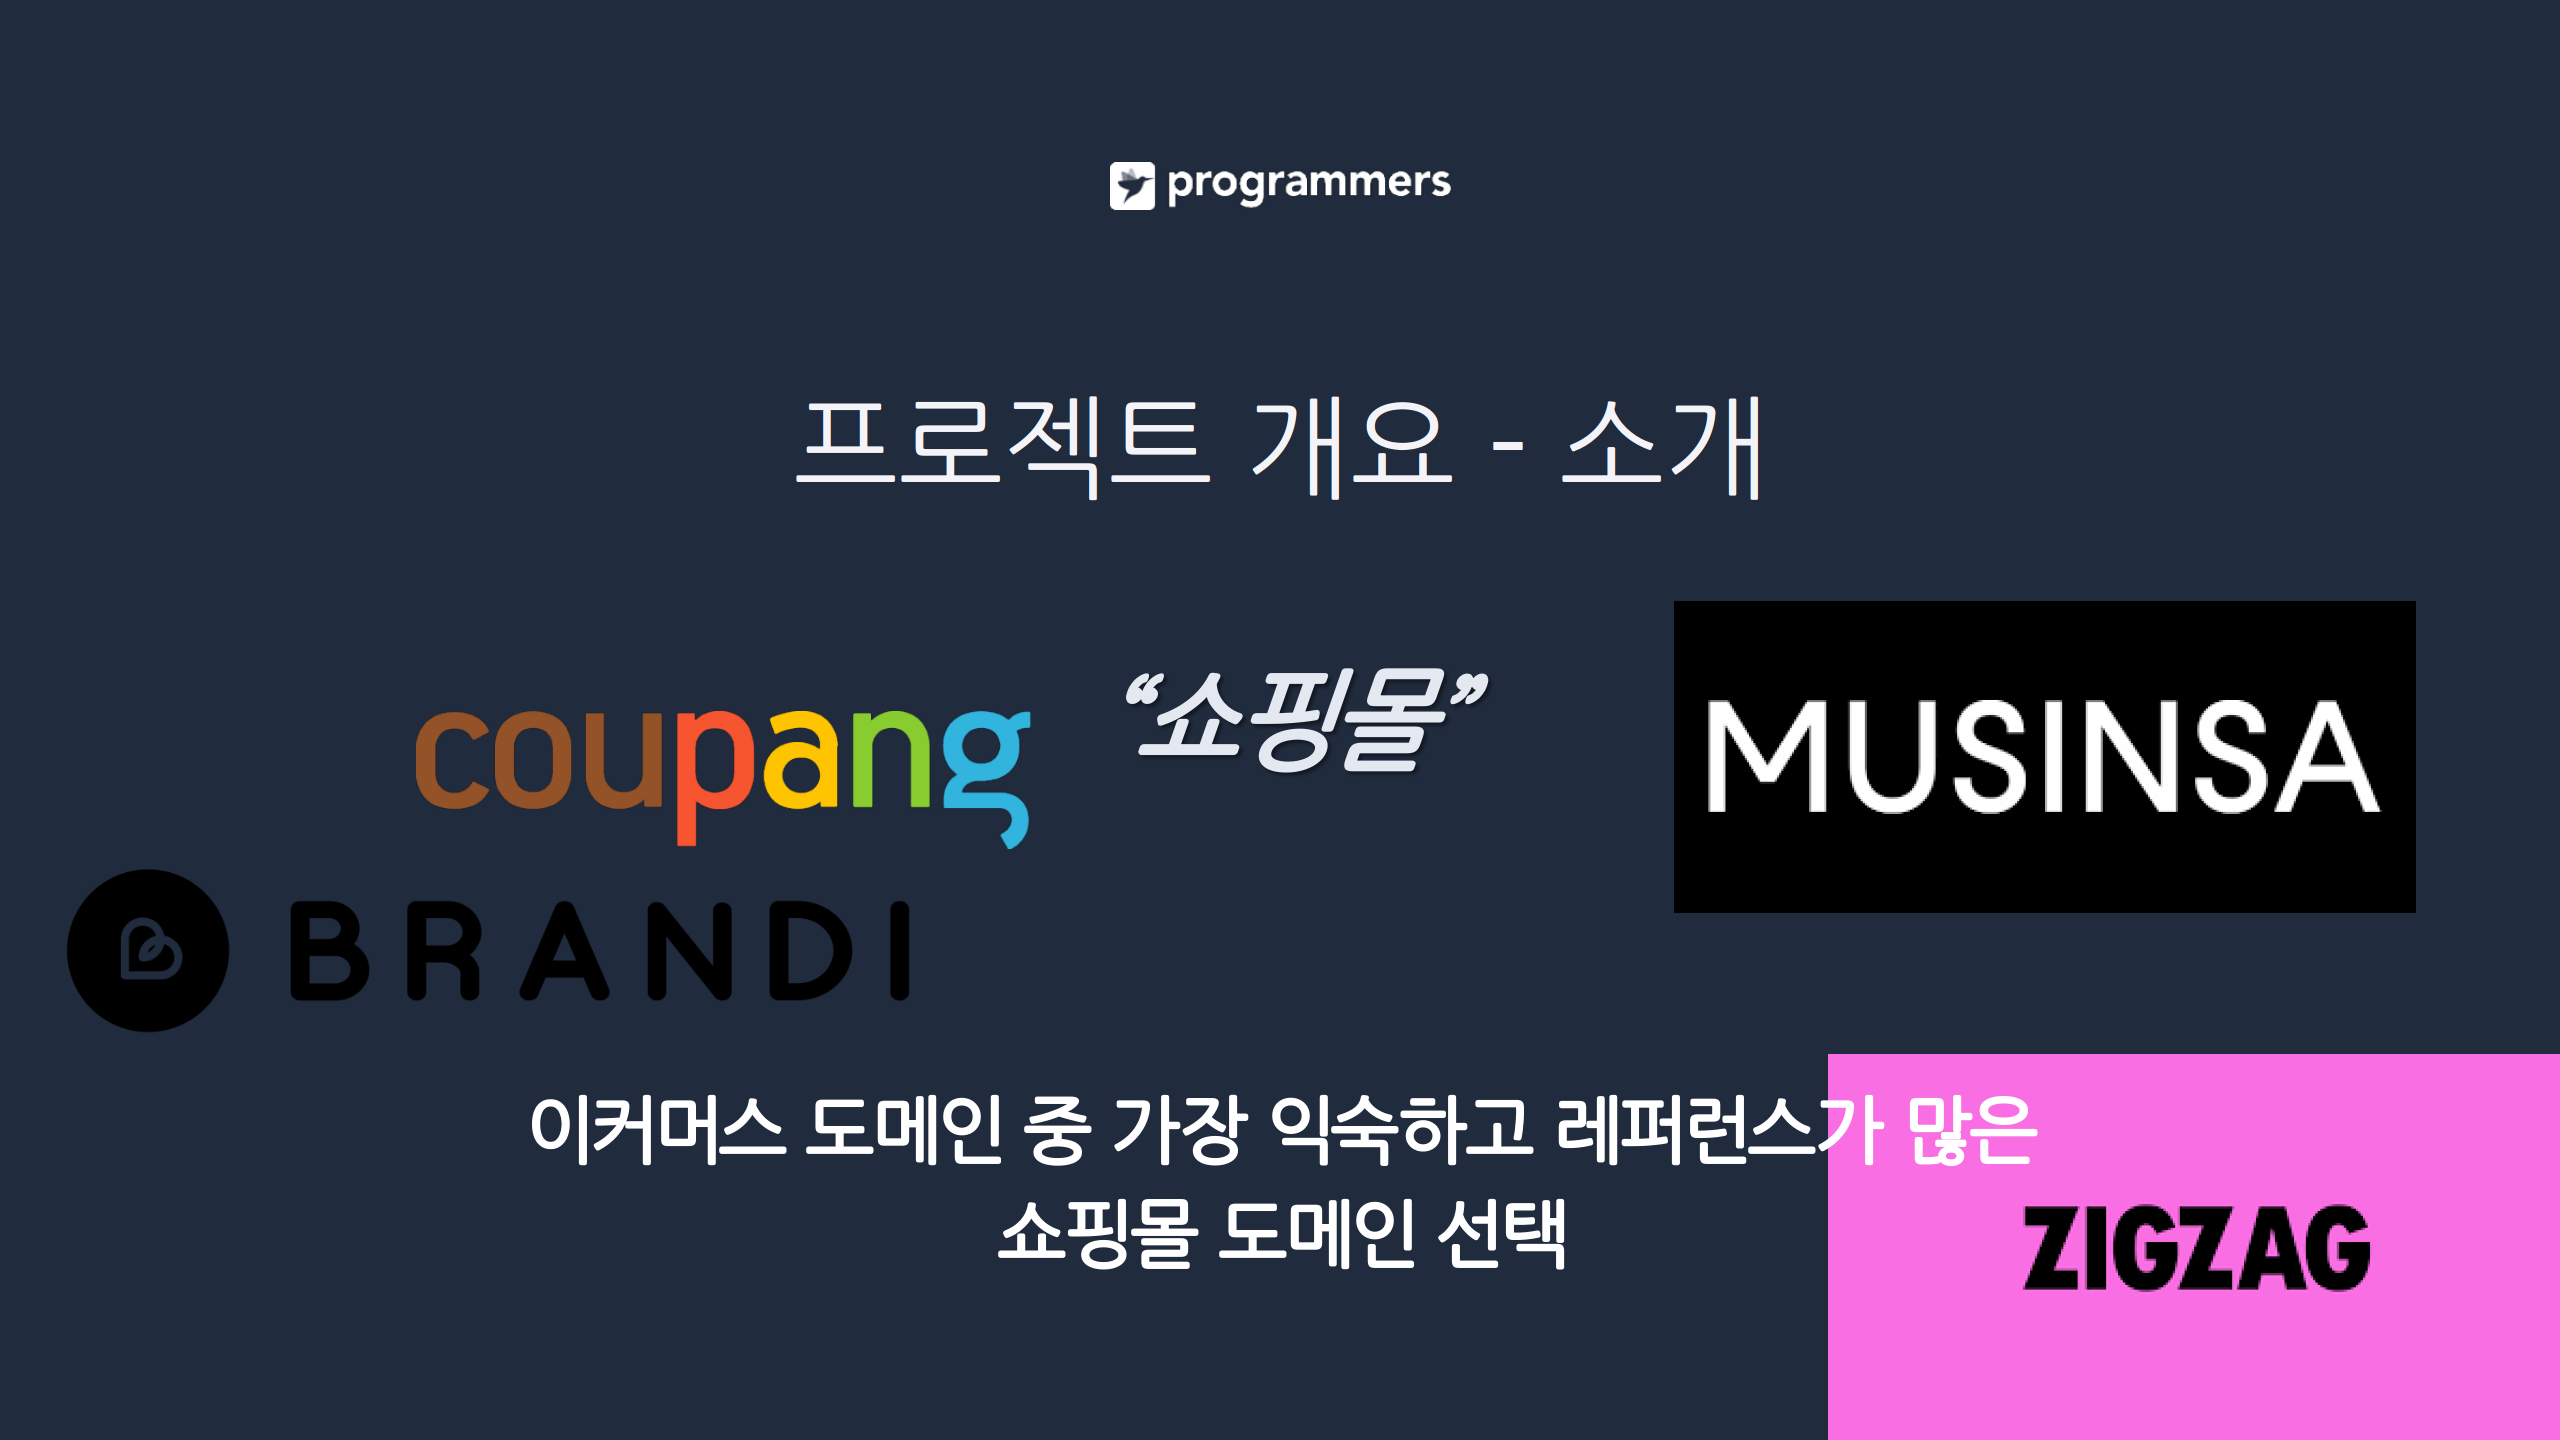 programmers
프로젝트 개요 - 소개
“쇼핑몰”
coupang
MUSINSA
BRANDI
이커머스 도메인 중 가장 익숙하고 레퍼런스가 많은
쇼핑몰 도메인 선택
ZIGZAG